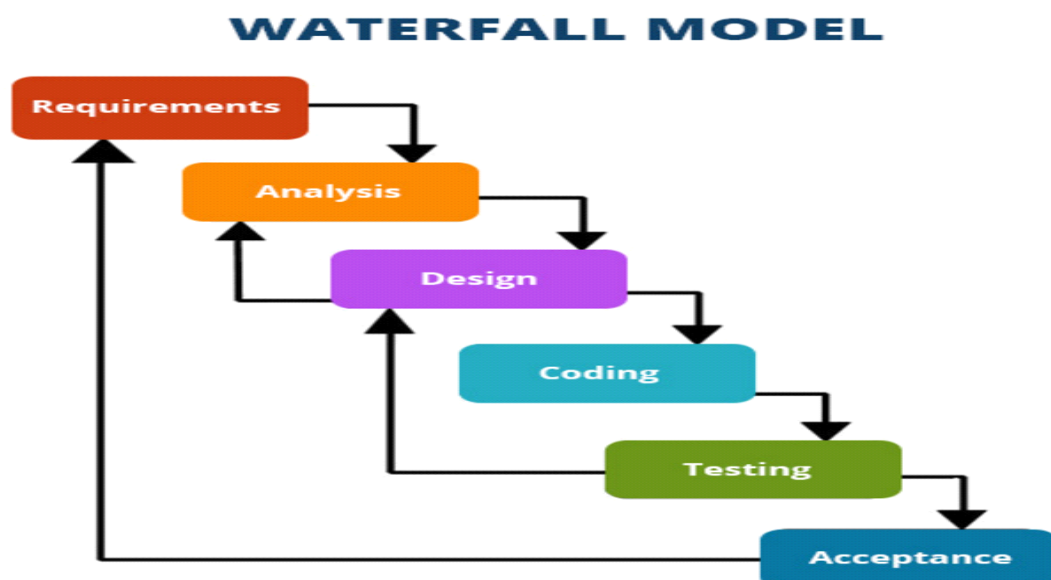 WATERFALL MODEL
Requirements
Analysis
Design
Coding
Testing
Acceptance